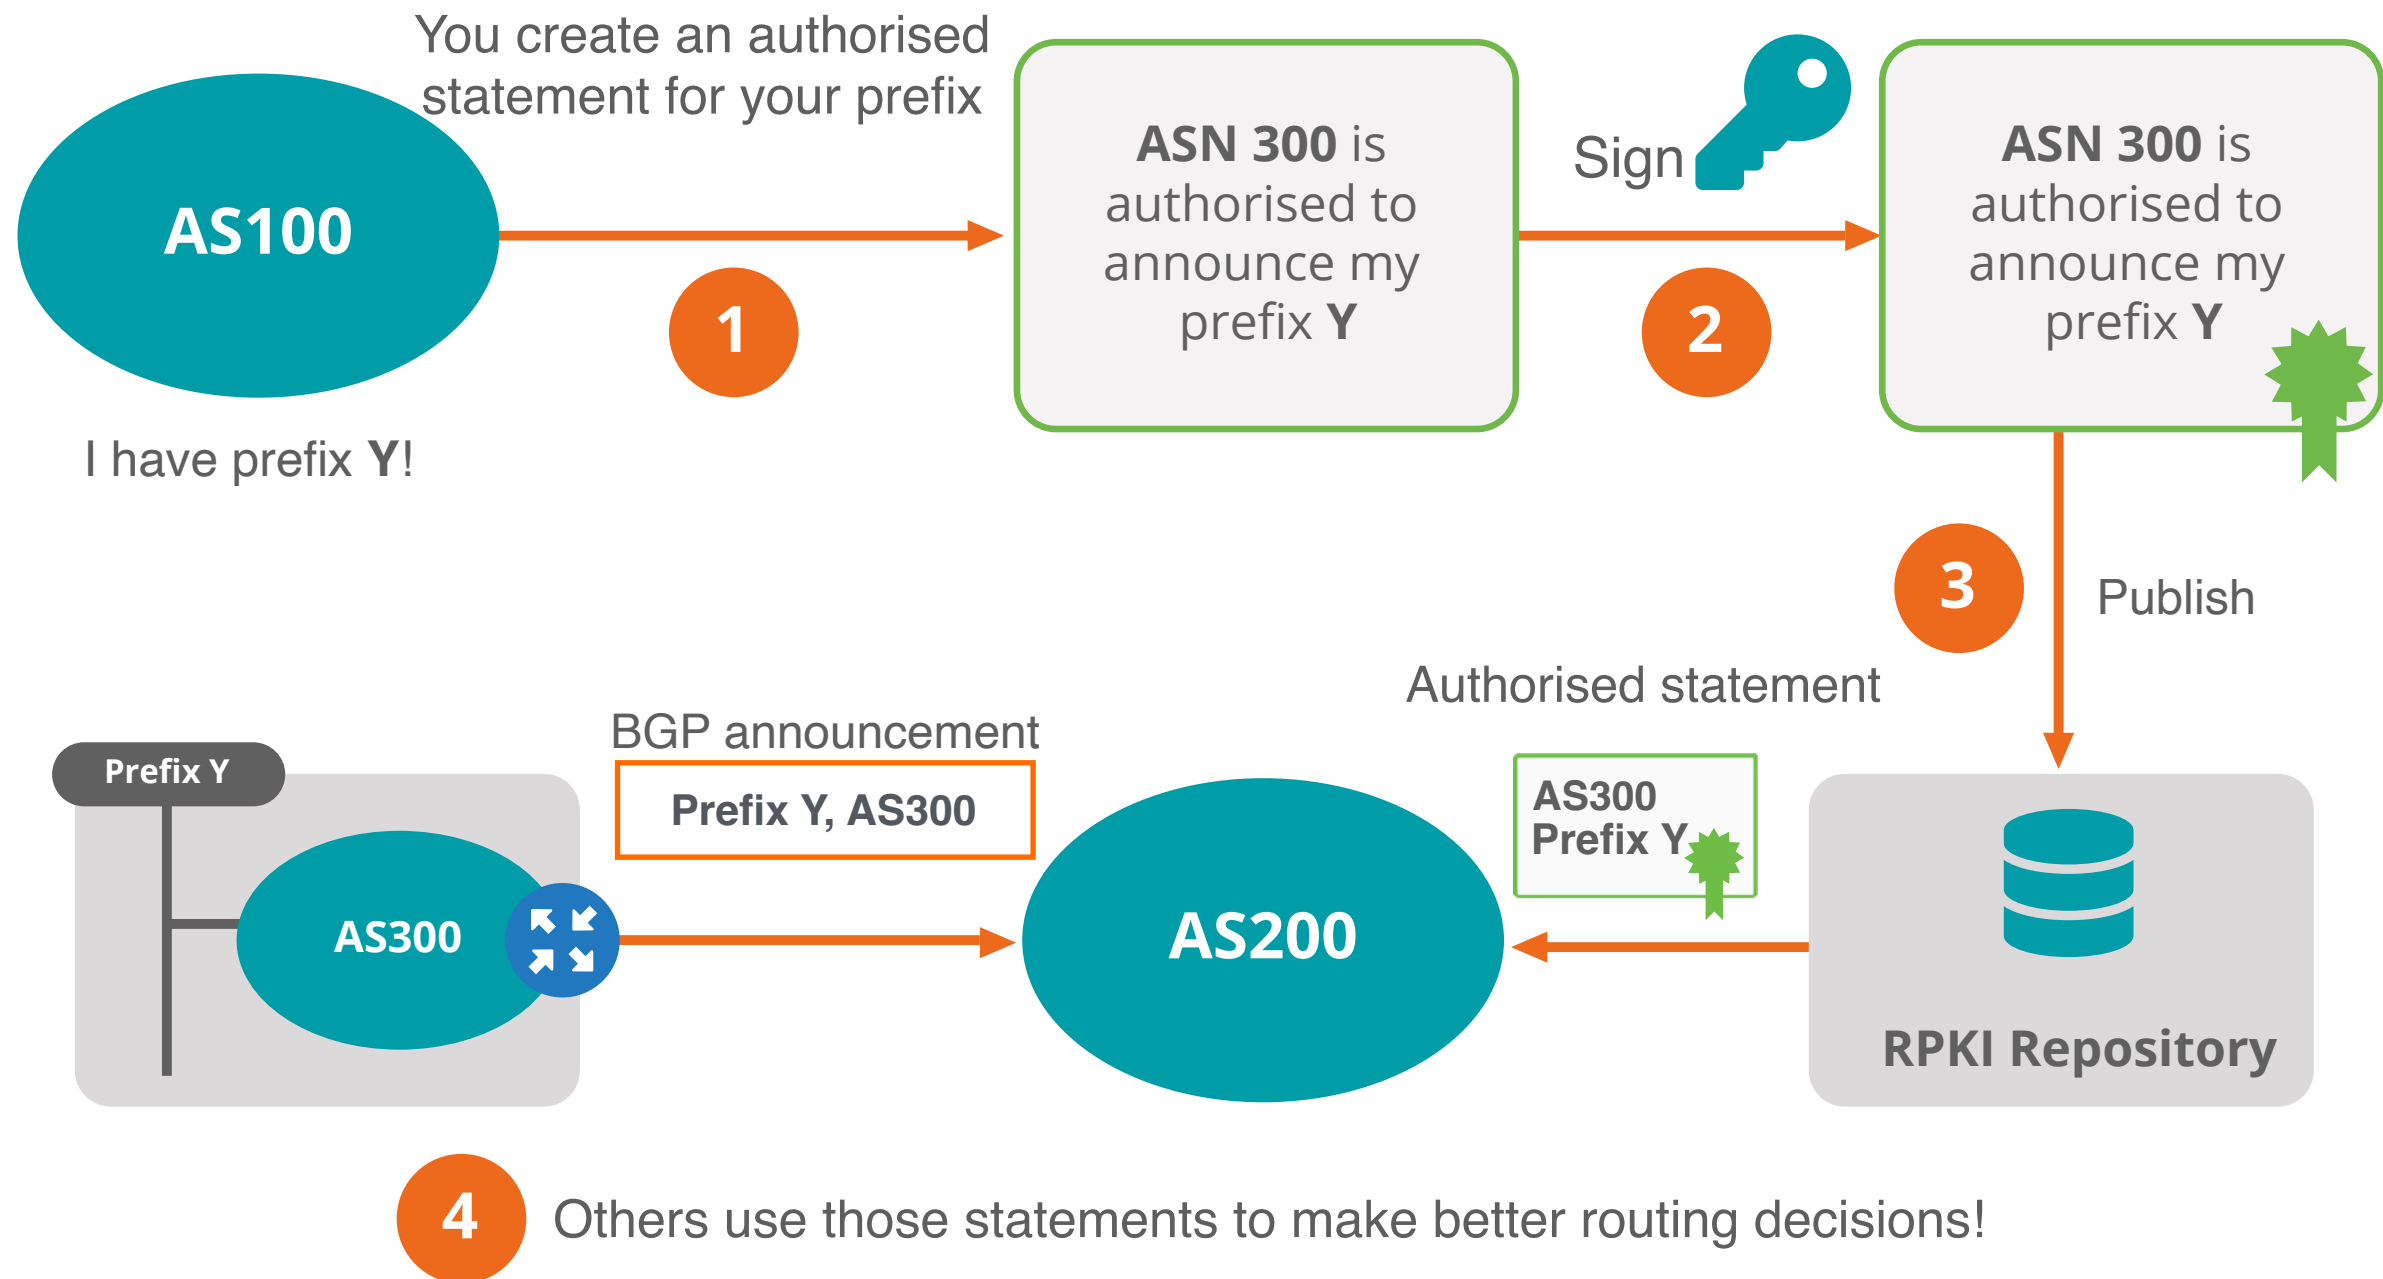 You create an authorised
statement for your prefix
AS100
I have prefix Y!
1
ASN 300 is
authorised to
announce my
prefix Y
Sign
2
ASN 300 is
authorised to
announce my
prefix Y
3
Publish
Authorised statement
AS300
Prefix Y
RPKI Repository
BGP announcement
Prefix Y, AS300
Prefix Y
AS300
AS200
4
Others use those statements to make better routing decisions!